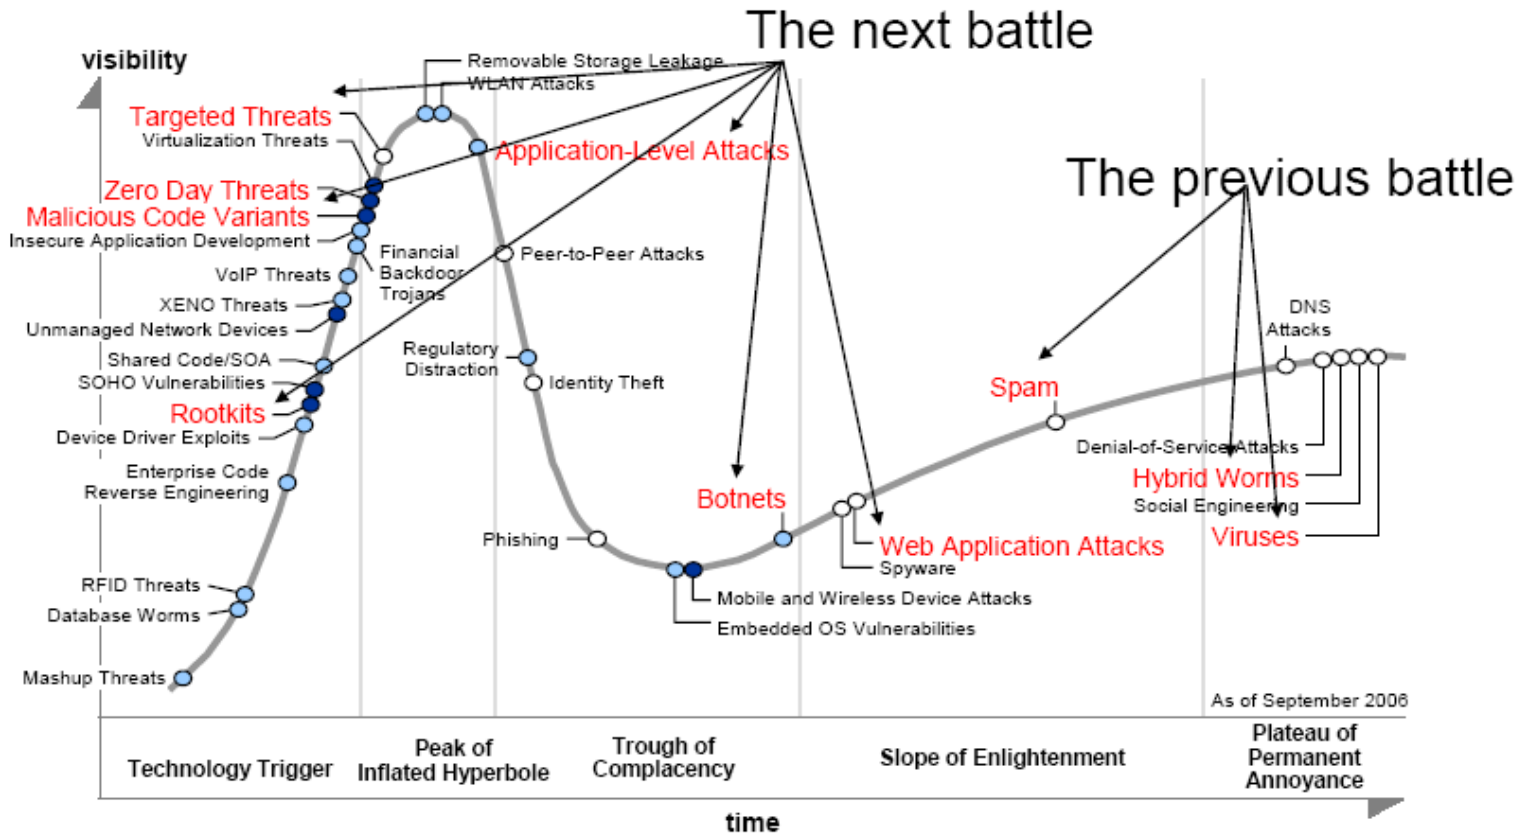 The next battle
visibility
Removable Storage Leakage
WLAN Attacks
Targeted Threats
Virtualization Threats
Application-Level Attacks
The previous battle
Zero Day Threats
Malicious Code Variants
Insecure Application Development
Financial
Backdoor
Trojans
Peer-to-Peer Attacks
VoIP Threats
XENO Threats
Unmanaged Network Devices
DNS
Attacks
Shared Code/SOA
Regulatory
Distraction
SOHO Vulnerabilities
Identity Theft
Spam
Rootkits
Device Driver Exploits
Denial-of-Service Attacks
Enterprise Code
Reverse Engineering
Hybrid Worms
Botnets
Social Engineering
Phishing
Web Application Attacks
Viruses
Spyware
RFID Threats
Mobile and Wireless Device Attacks
Database Worms
Embedded OS Vulnerabilities
Mashup Threats
As of September 2006
Technology Trigger
Peak of
Inflated Hyperbole
Trough of
Complacency
Slope of Enlightenment
Plateau of
Permanent
Annoyance
time